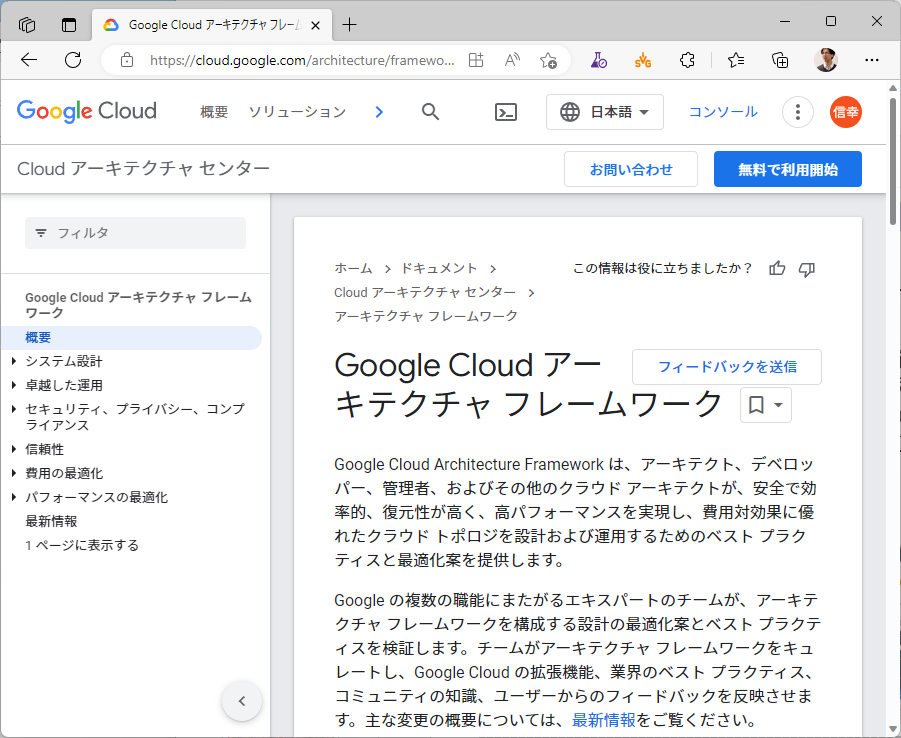 Google Cloud アーキテクチャ フレーム
https://cloud.google.com/architecture/framewo...
Google Cloud
概要
ソリューション
日本語
コンソール
信幸
Cloud アーキテクチャ センター
お問い合わせ
無料で利用開始
フィルタ
Google Cloud アーキテクチャ フレーム
ワーク
概要
システム設計
卓越した運用
セキュリティ、プライバシー、コンプ
ライアンス
信頼性
費用の最適化
パフォーマンスの最適化
最新情報
1 ページに表示する
ホーム
ドキュメント
Cloud アーキテクチャ センター
アーキテクチャ フレームワーク
この情報は役に立ちましたか？
Google Cloud アー
キテクチャ フレームワーク
フィードバックを送信
Google Cloud Architecture Framework は、アーキテクト、デベロッ
パー、管理者、およびその他のクラウド アーキテクトが、安全で効
率的、復元性が高く、高パフォーマンスを実現し、費用対効果に優
れたクラウド トポロジを設計および運用するためのベスト プラク
ティスと最適化案を提供します。
Google の複数の職能にまたがるエキスパートのチームが、アーキテ
クチャ フレームワークを構成する設計の最適化案とベスト プラクテ
ィスを検証します。チームがアーキテクチャ フレームワークをキュ
レートし、Google Cloud の拡張機能、業界のベスト プラクティス、
コミュニティの知識、ユーザーからのフィードバックを反映させま
す。主な変更の概要については、最新情報をご覧ください。